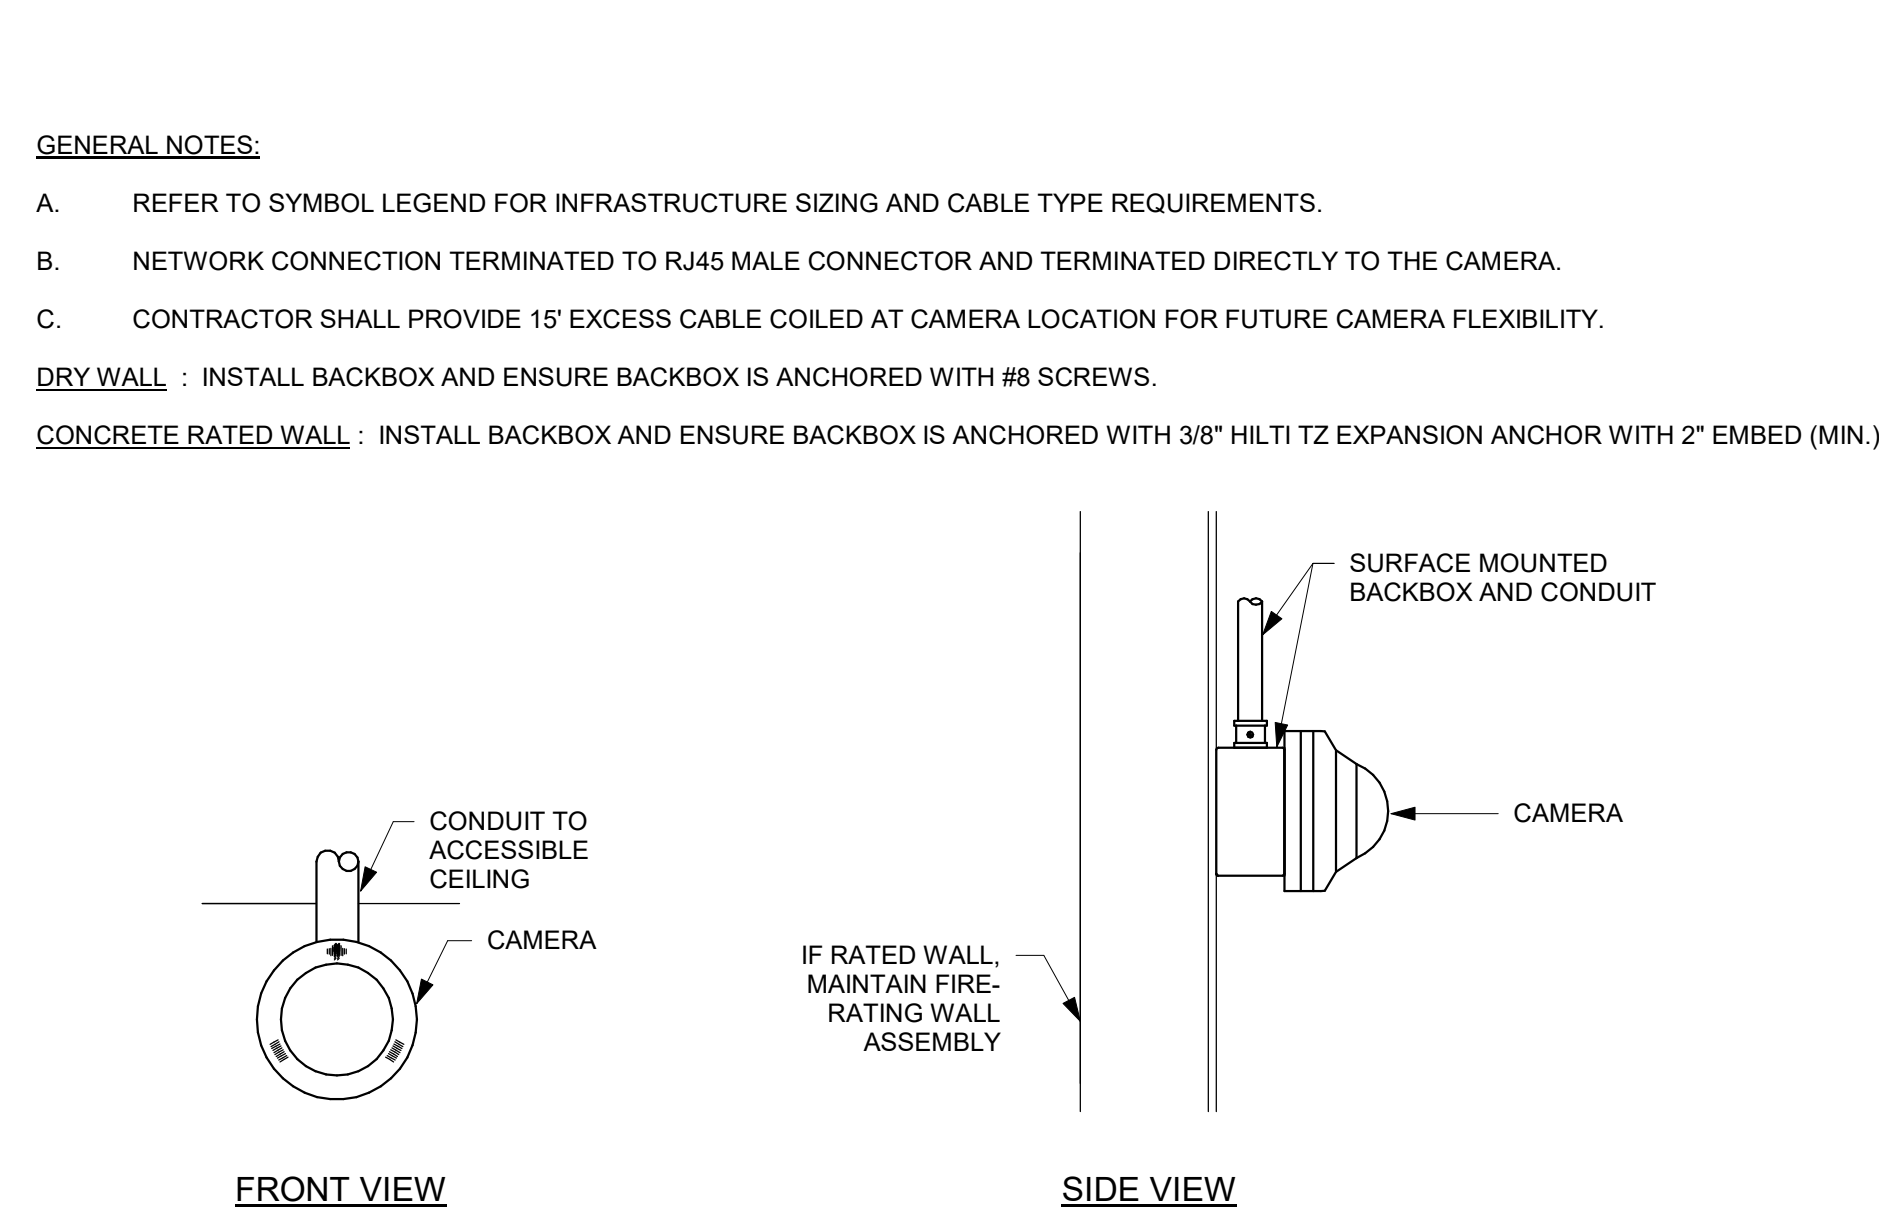 GENERAL NOTES:
A. REFER TO SYMBOL LEGEND FOR INFRASTRUCTURE SIZING AND CABLE TYPE REQUIREMENTS.
B. NETWORK CONNECTION TERMINATED TO RJ45 MALE CONNECTOR AND TERMINATED DIRECTLY TO THE CAMERA.
C. CONTRACTOR SHALL PROVIDE 15' EXCESS CABLE COILED AT CAMERA LOCATION FOR FUTURE CAMERA FLEXIBILITY.
DRY WALL : INSTALL BACKBOX AND ENSURE BACKBOX IS ANCHORED WITH #8 SCREWS.
CONCRETE RATED WALL : INSTALL BACKBOX AND ENSURE BACKBOX IS ANCHORED WITH 3/8" HILTI TZ EXPANSION ANCHOR WITH 2" EMBED (MIN.)
CONDUIT TO
ACCESSIBLE
CEILING
CAMERA
FRONT VIEW
SURFACE MOUNTED
BACKBOX AND CONDUIT
CAMERA
IF RATED WALL,
MAINTAIN FIRE-
RATING WALL
ASSEMBLY
SIDE VIEW